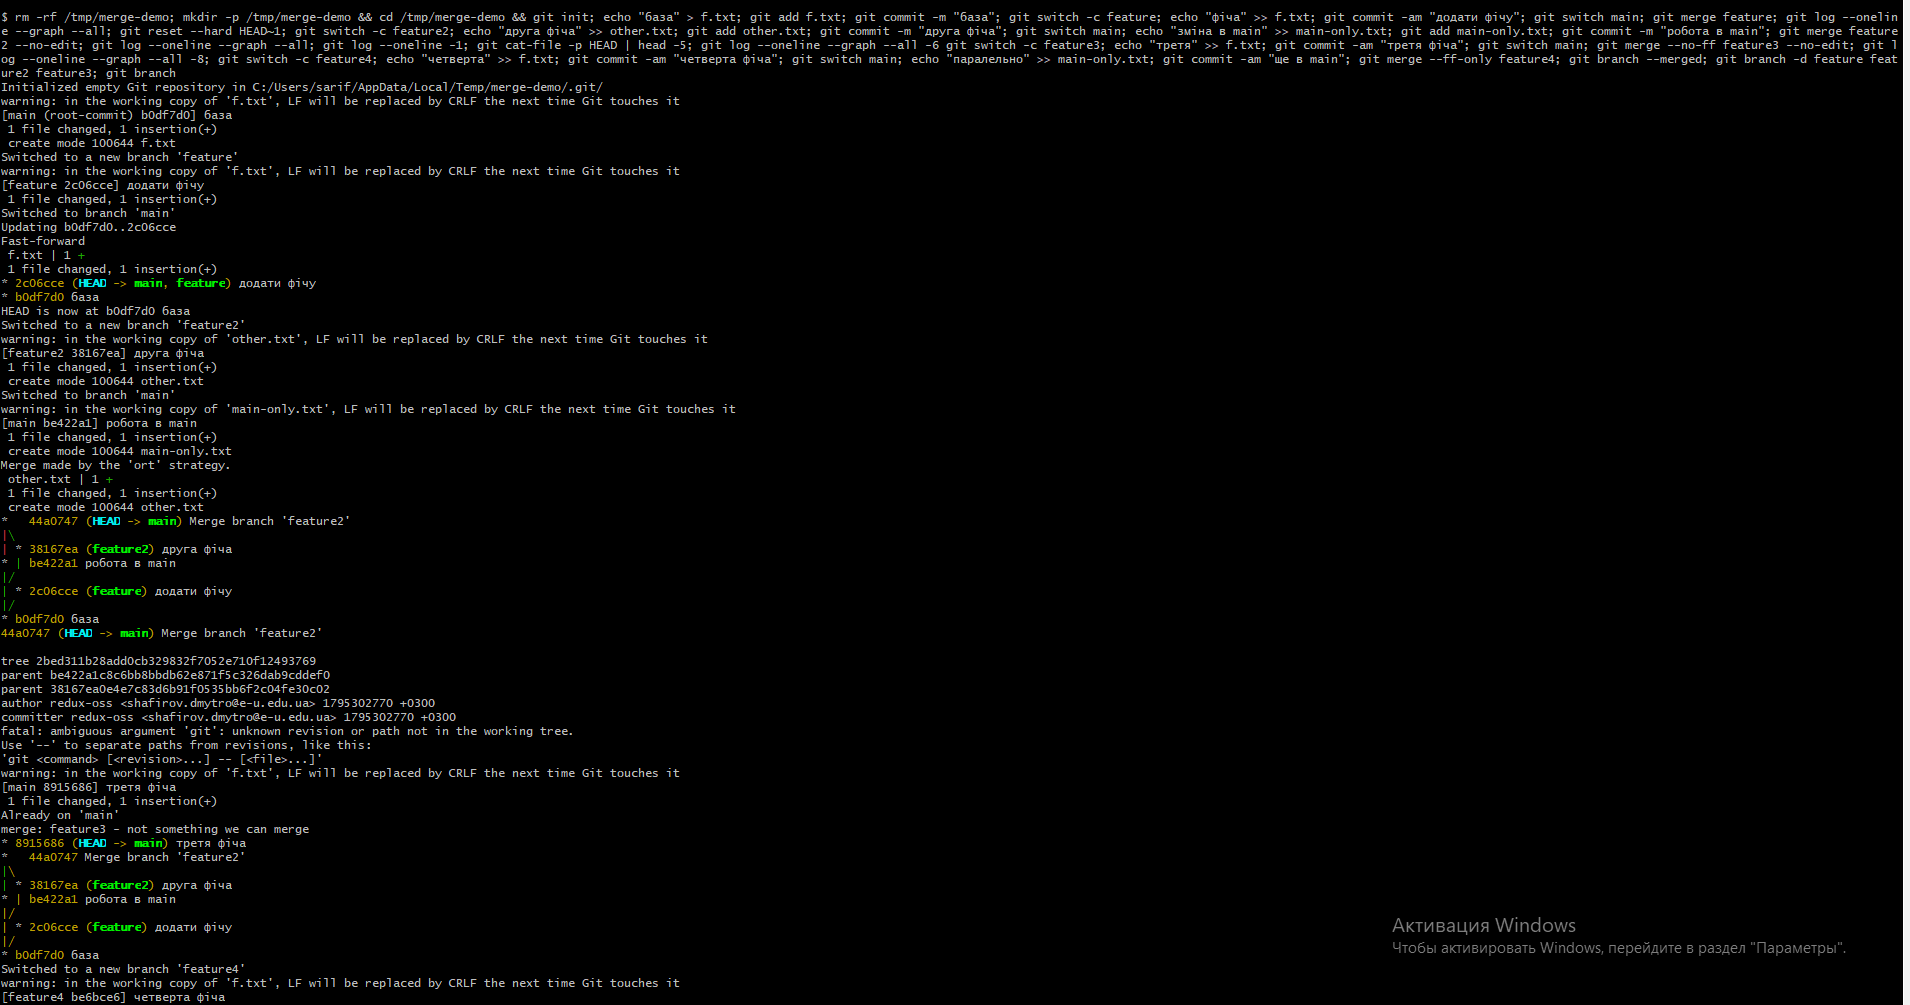 $ rm -rf /tmp/merge-demo; mkdir -p /tmp/merge-demo && cd /tmp/merge-demo && git init; echo "база" > f.txt; git add f.txt; git commit -m "база"; git switch -c feature; echo "фіча" >> f.txt; git commit -am "додати фічу"; git switch main; git merge feature; git log --onelin
e --graph --all; git reset --hard HEAD~1; git switch -c feature2; echo "друга фіча" >> other.txt; git add other.txt; git commit -m "друга фіча"; git switch main; echo "зміна в main" >> main-only.txt; git add main-only.txt; git commit -m "робота в main"; git merge feature
2 --no-edit; git log --oneline --graph --all; git log --oneline -1; git cat-file -p HEAD | head -5; git log --oneline --graph --all -6 git switch -c feature3; echo "третя" >> f.txt; git commit -am "третя фіча"; git switch main; git merge --no-ff feature3 --no-edit; git l
og --oneline --graph --all -8; git switch -c feature4; echo "четверта" >> f.txt; git commit -am "четверта фіча"; git switch main; echo "паралельно" >> main-only.txt; git commit -am "ще в main"; git merge --ff-only feature4; git branch --merged; git branch -d feature feat
ure2 feature3; git branch
Initialized empty Git repository in C:/Users/sarif/AppData/Local/Temp/merge-demo/.git/
warning: in the working copy of 'f.txt', LF will be replaced by CRLF the next time Git touches it
[main (root-commit) b0df7d0] база
 1 file changed, 1 insertion(+)
 create mode 100644 f.txt
Switched to a new branch 'feature'
warning: in the working copy of 'f.txt', LF will be replaced by CRLF the next time Git touches it
[feature 2c06cce] додати фічу
 1 file changed, 1 insertion(+)
Switched to branch 'main'
Updating b0df7d0..2c06cce
Fast-forward
 f.txt | 1 +
 1 file changed, 1 insertion(+)
* 2c06cce (HEAD -> main, feature) додати фічу
* b0df7d0 база
HEAD is now at b0df7d0 база
Switched to a new branch 'feature2'
warning: in the working copy of 'other.txt', LF will be replaced by CRLF the next time Git touches it
[feature2 38167ea] друга фіча
 1 file changed, 1 insertion(+)
 create mode 100644 other.txt
Switched to branch 'main'
warning: in the working copy of 'main-only.txt', LF will be replaced by CRLF the next time Git touches it
[main be422a1] робота в main
 1 file changed, 1 insertion(+)
 create mode 100644 main-only.txt
Merge made by the 'ort' strategy.
 other.txt | 1 +
 1 file changed, 1 insertion(+)
 create mode 100644 other.txt
*   44a0747 (HEAD -> main) Merge branch 'feature2'
|\
| * 38167ea (feature2) друга фіча
* | be422a1 робота в main
|/
| * 2c06cce (feature) додати фічу
|/
* b0df7d0 база
44a0747 (HEAD -> main) Merge branch 'feature2'
tree 2bed311b28add0cb329832f7052e710f12493769
parent be422a1c8c6bb8bbdb62e871f5c326dab9cddef0
parent 38167ea0e4e7c83d6b91f0535bb6f2c04fe30c02
author redux-oss <shafirov.dmytro@e-u.edu.ua> 1795302770 +0300
committer redux-oss <shafirov.dmytro@e-u.edu.ua> 1795302770 +0300
fatal: ambiguous argument 'git': unknown revision or path not in the working tree.
Use '--' to separate paths from revisions, like this:
'git <command> [<revision>...] -- [<file>...]'
warning: in the working copy of 'f.txt', LF will be replaced by CRLF the next time Git touches it
[main 8915686] третя фіча
 1 file changed, 1 insertion(+)
Already on 'main'
merge: feature3 - not something we can merge
* 8915686 (HEAD -> main) третя фіча
*   44a0747 Merge branch 'feature2'
|\
| * 38167ea (feature2) друга фіча
* | be422a1 робота в main
|/
| * 2c06cce (feature) додати фічу
|/
* b0df7d0 база
Switched to a new branch 'feature4'
warning: in the working copy of 'f.txt', LF will be replaced by CRLF the next time Git touches it
[feature4 be6bce6] четверта фіча
Активация Windows
Чтобы активировать Windows, перейдите в раздел "Параметры".